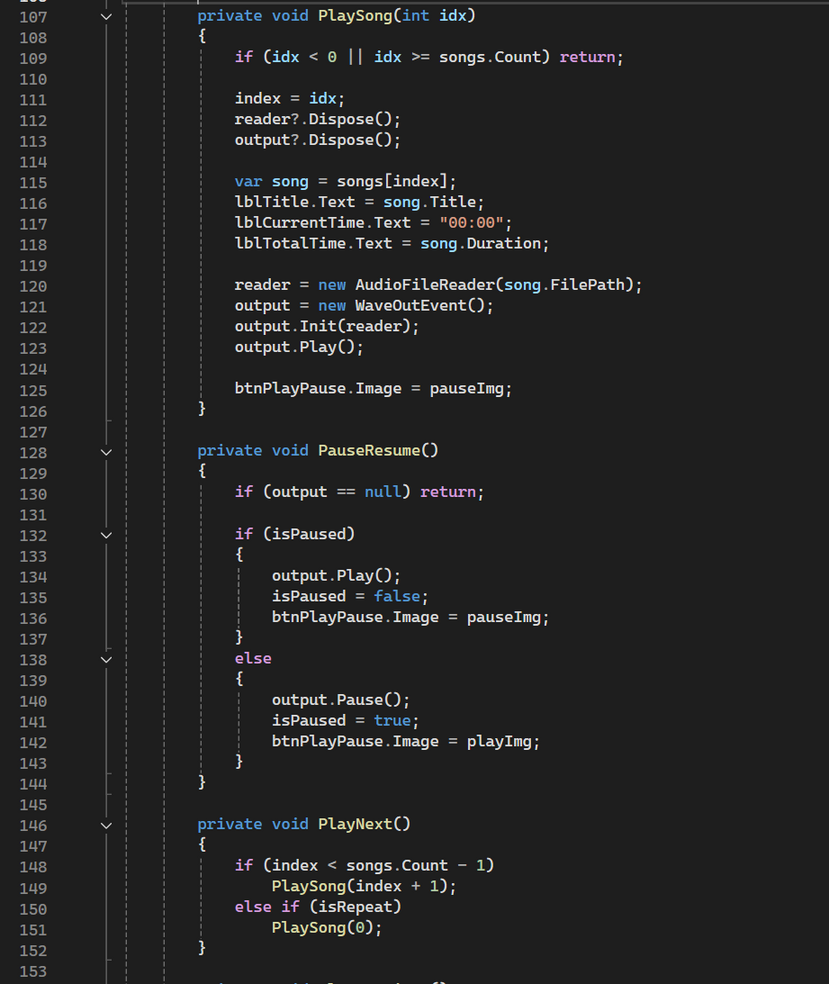 107 private void PlaySong(int idx)
108 {
109 if (idx < 0 || idx >= songs.Count) return;
110
111 index = idx;
112 reader?.Dispose();
113 output?.Dispose();
114
115 var song = songs[index];
116 lblTitle.Text = song.Title;
117 lblCurrentTime.Text = "00:00";
118 lblTotalTime.Text = song.Duration;
119
120 reader = new AudioFileReader(song.FilePath);
121 output = new WaveOutEvent();
122 output.Init(reader);
123 output.Play();
124
125 btnPlayPause.Image = pauseImg;
126 }
127
128 private void PauseResume()
129 {
130 if (output == null) return;
131
132 if (isPaused)
133 {
134 output.Play();
135 isPaused = false;
136 btnPlayPause.Image = pauseImg;
137 }
138 else
139 {
140 output.Pause();
141 isPaused = true;
142 btnPlayPause.Image = playImg;
143 }
144 }
145
146 private void PlayNext()
147 {
148 if (index < songs.Count - 1)
149 PlaySong(index + 1);
150 else if (isRepeat)
151 PlaySong(0);
152 }
153